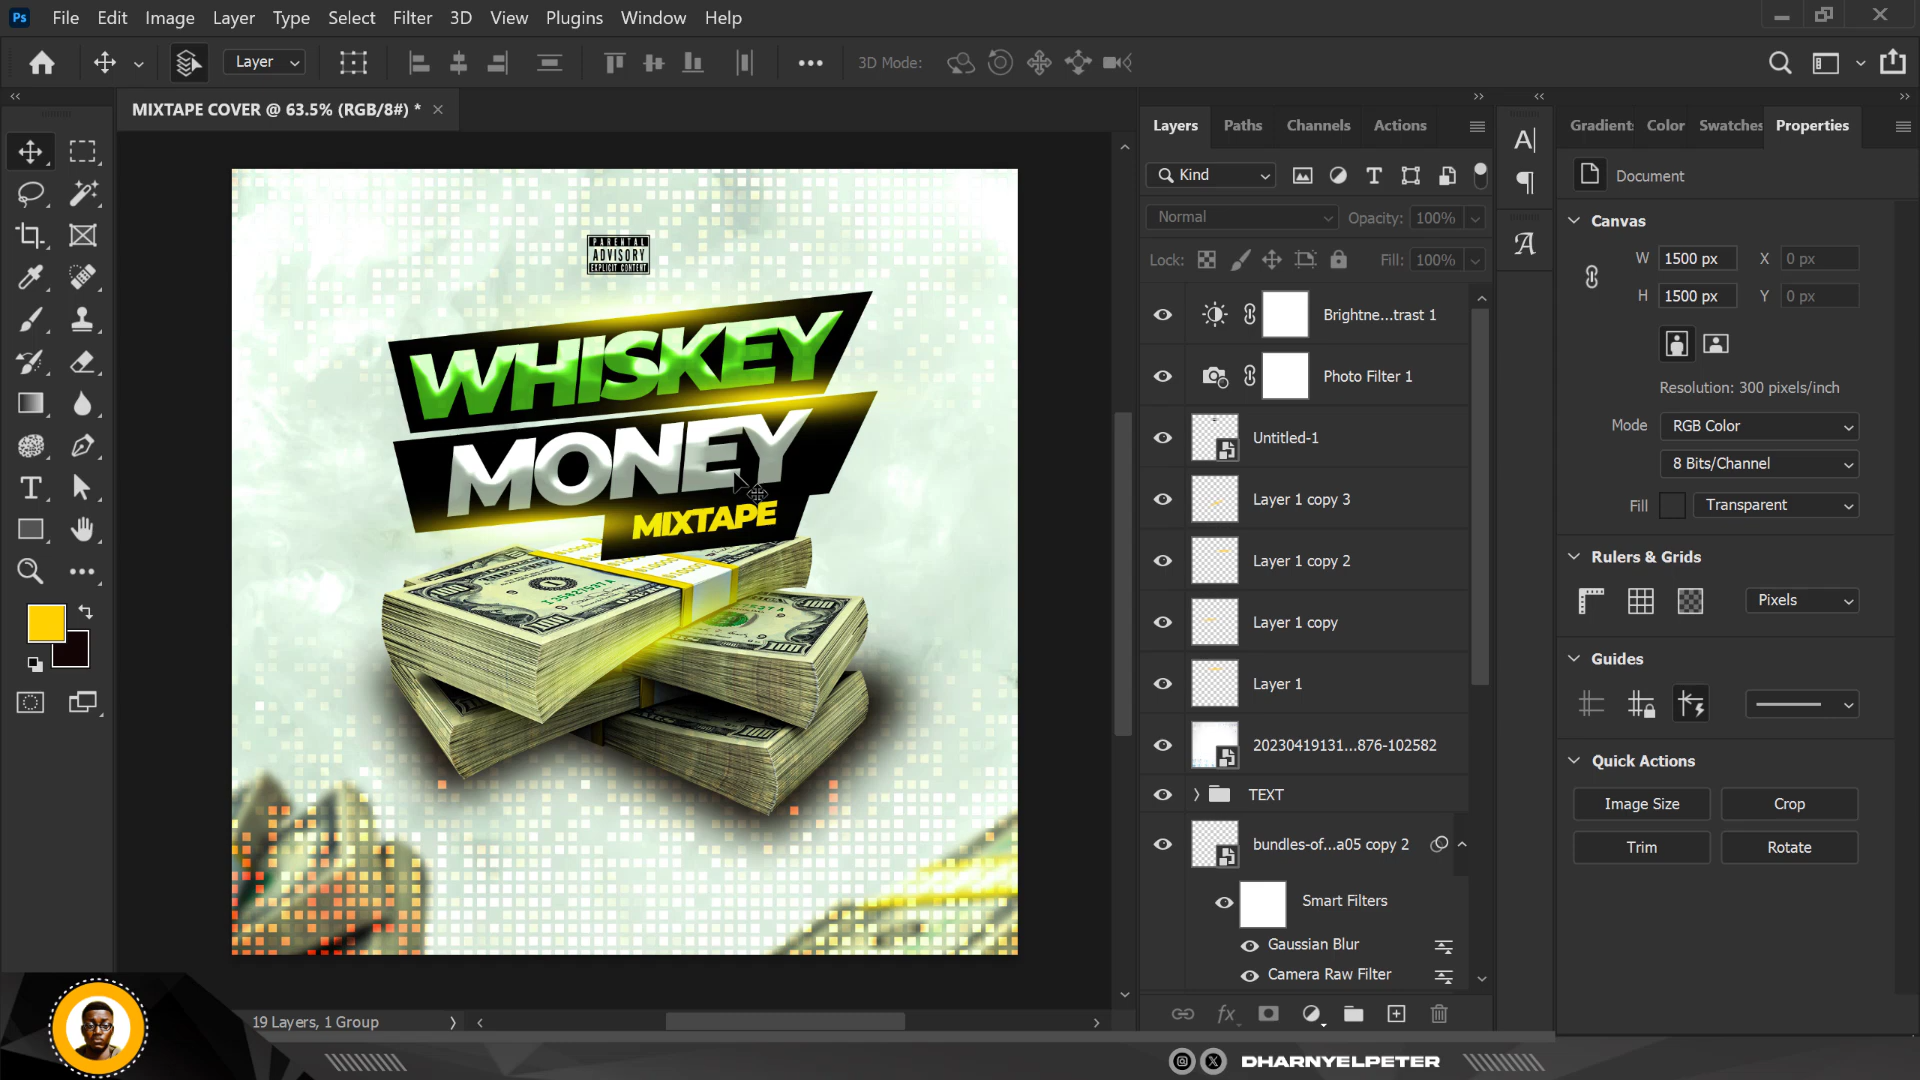 Ps File Edit Image Layer Type Select Filter 3D View Plugins Window Help
Layer 3D Mode:
MIXTAPE COVER @ 63.5% (RGB/8#) *
PARENTAL
ADVISORY
EXPLICIT CONTENT
WHISKEY
MONEY
MIXTAPE
19 Layers, 1 Group
Layers Paths Channels Actions
Kind
Normal Opacity: 100%
Lock: Fill: 100%
Brightne...trast 1
Photo Filter 1
Untitled-1
Layer 1 copy 3
Layer 1 copy 2
Layer 1 copy
Layer 1
20230419131...876-102582
TEXT
bundles-of...a05 copy 2
Smart Filters
Gaussian Blur
Camera Raw Filter
fx
Gradient Color Swatches Properties
Document
Canvas
W 1500 px X 0 px
H 1500 px Y 0 px
Resolution: 300 pixels/inch
Mode RGB Color
8 Bits/Channel
Fill Transparent
Rulers & Grids
Pixels
Guides
Quick Actions
Image Size Crop
Trim Rotate
DHARNYELPETER